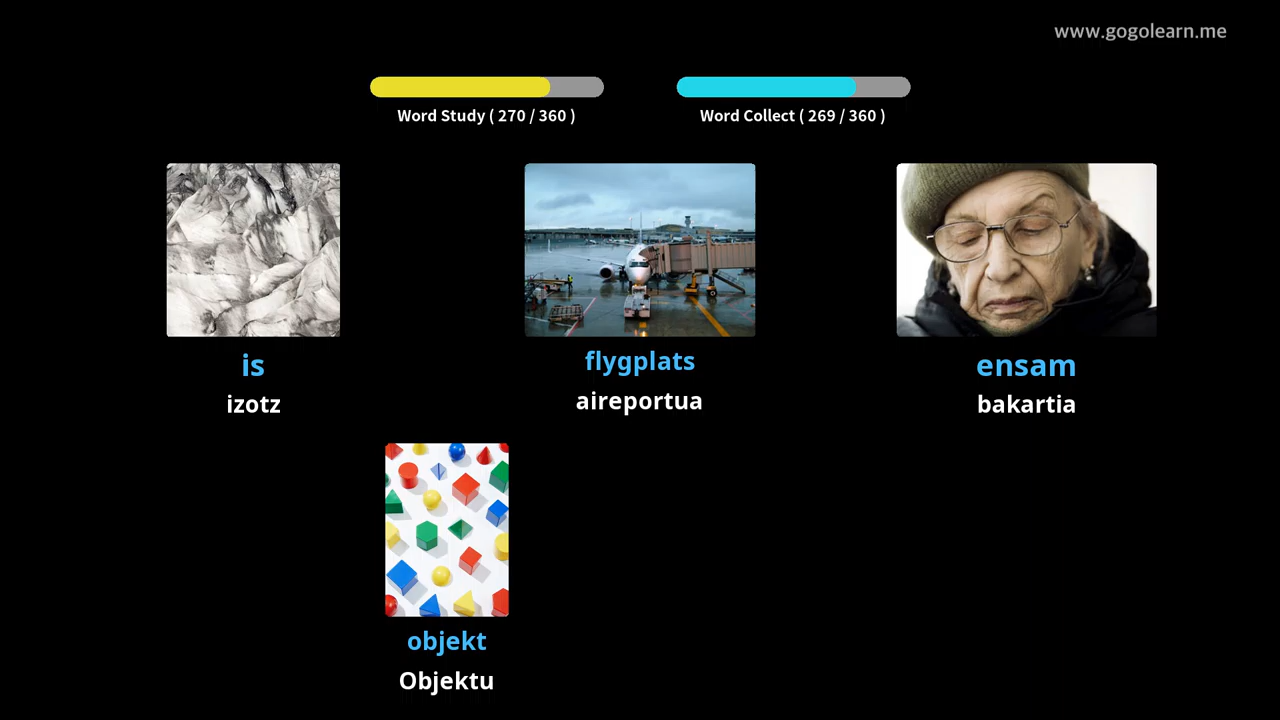 www.gogolearn.me
Word Study ( 270 / 360 )
Word Collect ( 269 / 360 )
is
izotz
flygplats
aireportua
ensam
bakartia
objekt
Objektu